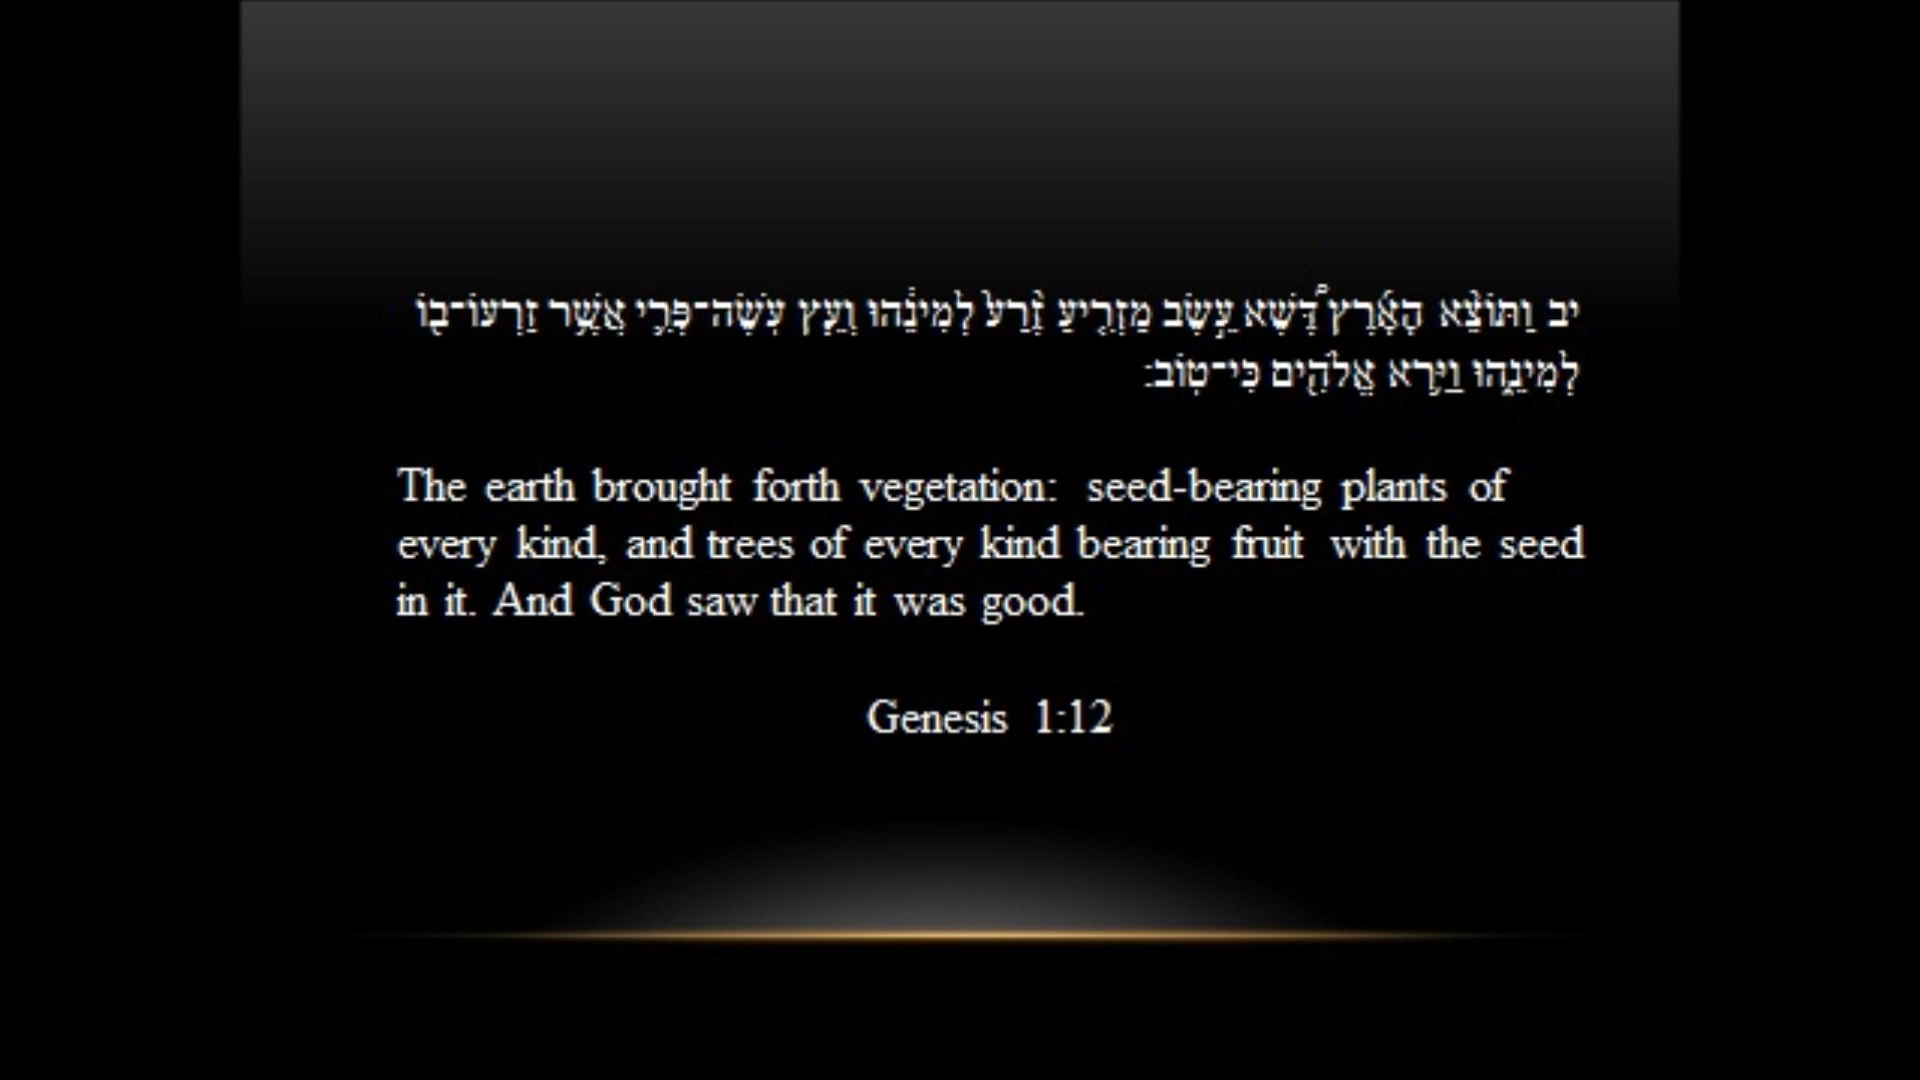 יב וַתּוֹצֵ֨א הָאָ֜רֶץ דֶּ֠שֶׁא עֵ֣שֶׂב מַזְרִ֤יעַ זֶ֙רַע֙ לְמִינֵ֔הוּ וְעֵ֧ץ עֹֽשֶׂה־פְּרִ֛י אֲשֶׁ֥ר זַרְעוֹ־ב֖וֹ
לְמִינֵ֑הוּ וַיַּ֥רְא אֱלֹהִ֖ים כִּי־טֽוֹב׃
The earth brought forth vegetation: seed-bearing plants of
every kind, and trees of every kind bearing fruit with the seed
in it. And God saw that it was good.
Genesis 1:12